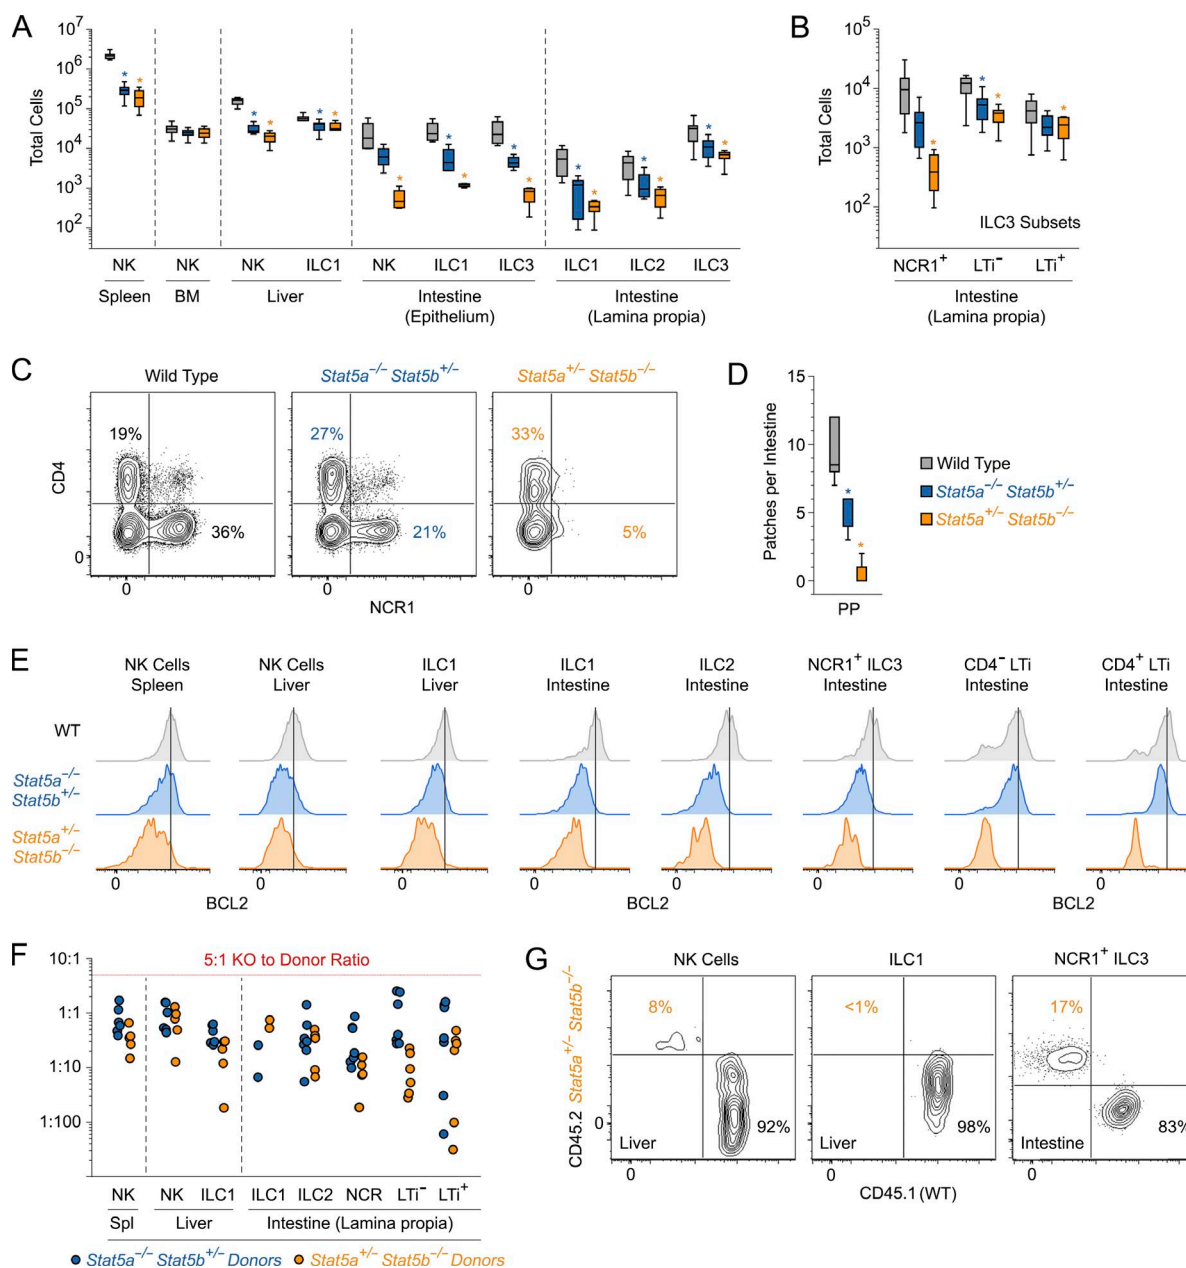 A
Total Cells
10^7
10^6
10^5
10^4
10^3
10^2
* * * * * * * * * * * * * * * * *
NK NK NK ILC1 NK ILC1 ILC3 ILC1 ILC2 ILC3
Spleen BM Liver Intestine (Epithelium) Intestine (Lamina propia)
B
Total Cells
10^5
10^4
10^3
10^2
* * * *
ILC3 Subsets
NCR1+ LTi− LTi+
Intestine
(Lamina propia)
C
Wild Type
Stat5a−/− Stat5b+/−
Stat5a+/− Stat5b−/−
CD4
0
19% 36%
27% 21%
33% 5%
0 0 0
NCR1
D
Patches per Intestine
15
10
5
0
* *
PP
Wild Type
Stat5a−/− Stat5b+/−
Stat5a+/− Stat5b−/−
E
NK Cells Spleen
NK Cells Liver
ILC1 Liver
ILC1 Intestine
ILC2 Intestine
NCR1+ ILC3 Intestine
CD4− LTi Intestine
CD4+ LTi Intestine
WT
Stat5a−/−
Stat5b+/−
Stat5a+/−
Stat5b−/−
0 0 0 0 0 0 0 0
BCL2 BCL2 BCL2
F
5:1 KO to Donor Ratio
10:1
1:1
1:10
1:100
NK NK ILC1 ILC1 ILC2 NCR LTi− LTi+
Spl Liver Intestine (Lamina propia)
Stat5a−/− Stat5b+/− Donors Stat5a+/− Stat5b−/− Donors
G
CD45.2 Stat5a+/− Stat5b−/−
0
NK Cells
8%
92%
Liver
ILC1
<1%
98%
Liver
NCR1+ ILC3
17%
83%
Intestine
0 0 0
CD45.1 (WT)